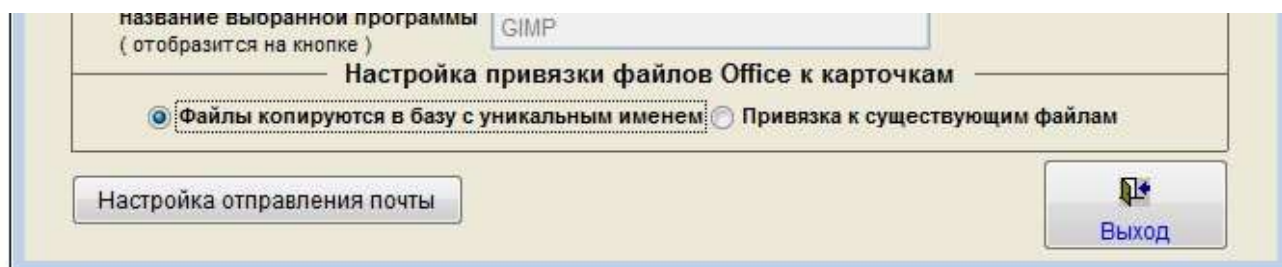 название выбранной программы
( отобразится на кнопке )
GIMP
Настройка привязки файлов Office к карточкам
Файлы копируются в базу с уникальным именем Привязка к существующим файлам
Настройка отправления почты
Выход